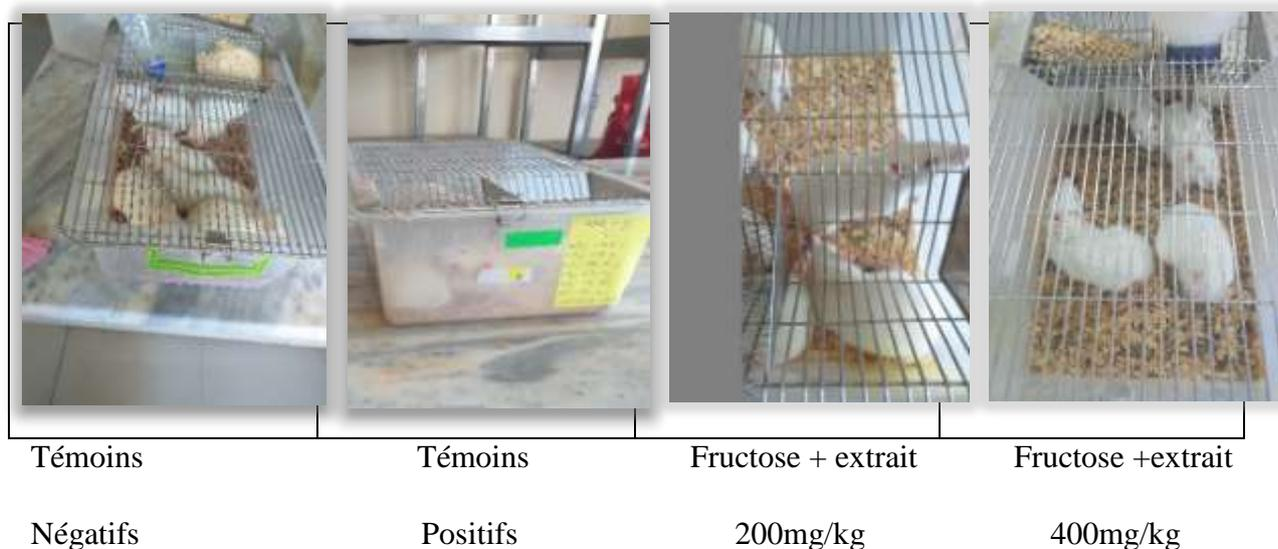 Témoins Témoins Fructose + extrait Fructose +extrait
Négatifs Positifs 200mg/kg 400mg/kg